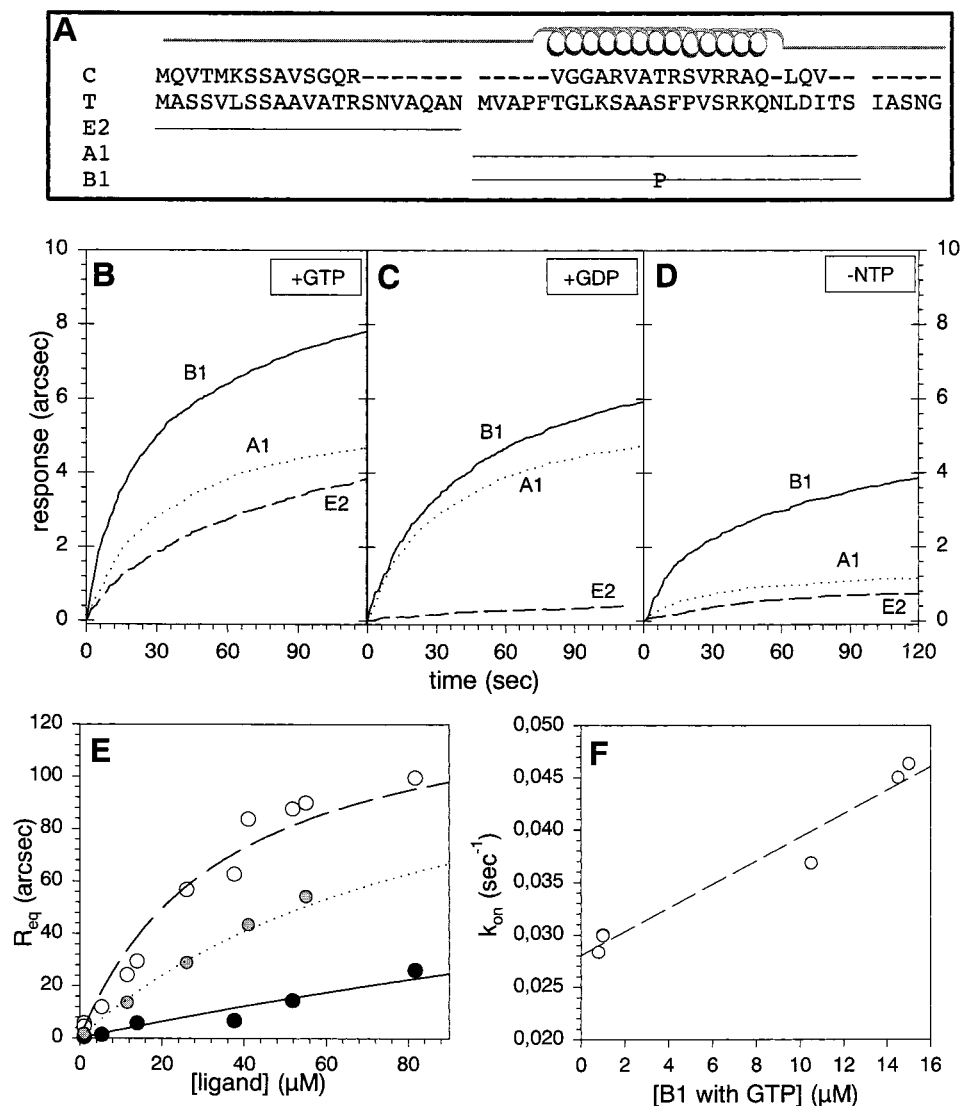 A
C MQVTMKSSAVSGQR------- -----VGGARVATRSVRRAQ-LQV-- -----
T MASSVLSSAAVATRSNVAQAN MVAPFTGLKSAASFPVSRKQNLDITS IASNG
E2
A1
B1 P
B +GTP
C +GDP
D -NTP
10
8
6
4
2
0
response (arcsec)
B1
A1
E2
B1
A1
E2
B1
A1
E2
10
8
6
4
2
0
0 30 60 90
0 30 60 90
0 30 60 90 120
time (sec)
E
120
100
80
60
40
20
0
Req (arcsec)
0 20 40 60 80
[ligand] (µM)
F
0,050
0,045
0,040
0,035
0,030
0,025
0,020
kon (sec-1)
0 2 4 6 8 10 12 14 16
[B1 with GTP] (µM)